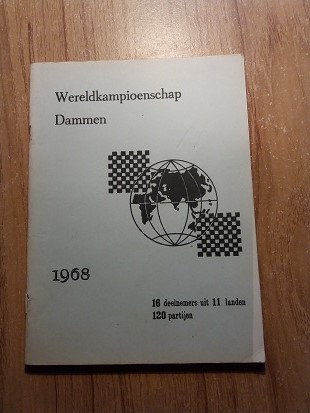 Wereldkampioenschap
Dammen
1968
16 deelnemers uit 11 landen
120 partijen